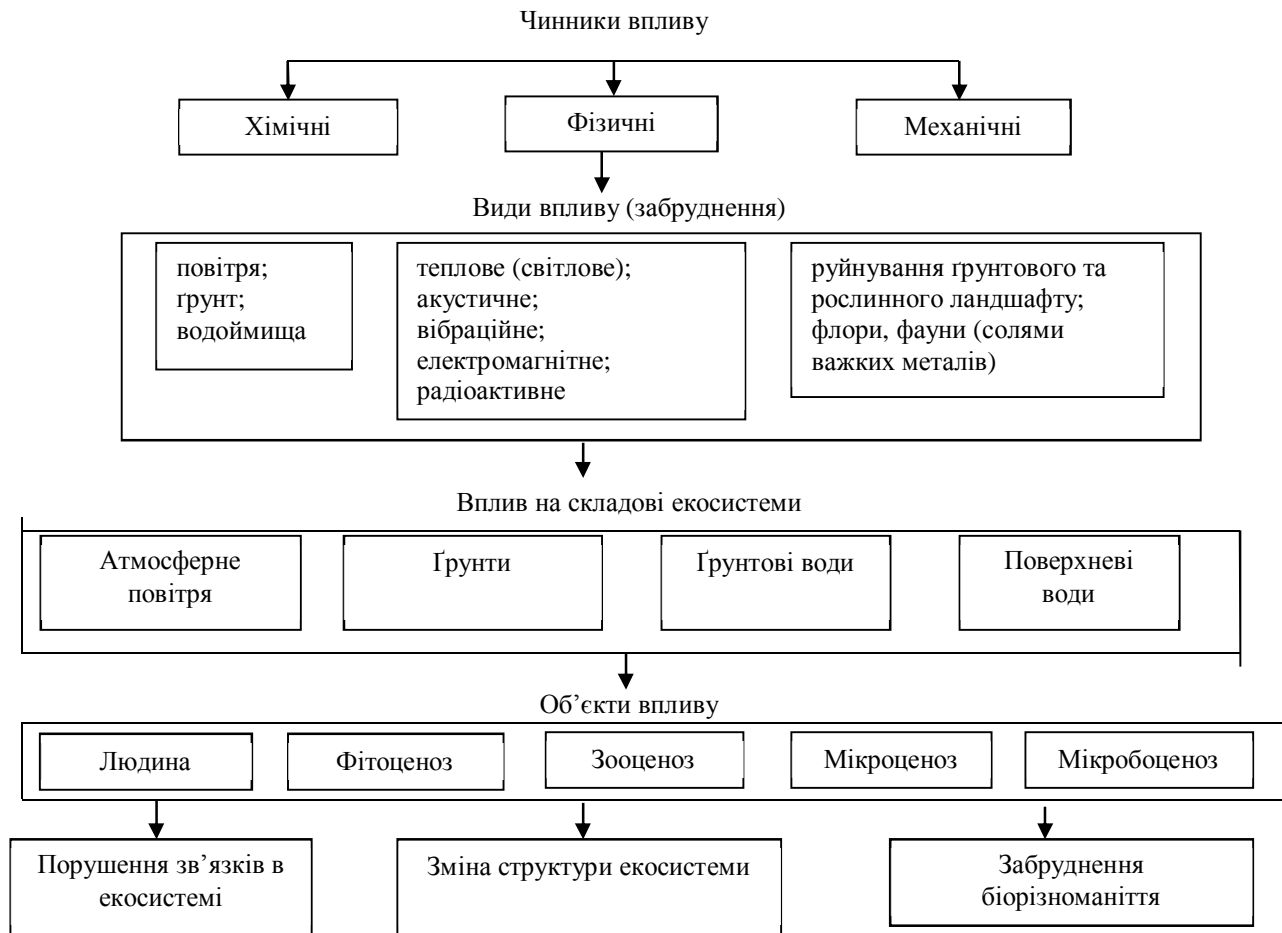 Чинники впливу
Хімічні
Фізичні
Механічні
Види впливу (забруднення)
повітря;
ґрунт;
водоймища
теплове (світлове);
акустичне;
вібраційне;
електромагнітне;
радіоактивне
руйнування ґрунтового та
рослинного ландшафту;
флори, фауни (солями
важких металів)
Вплив на складові екосистеми
Атмосферне
повітря
Ґрунти
Ґрунтові води
Поверхневі
води
Об’єкти впливу
Людина
Фітоценоз
Зооценоз
Мікроценоз
Мікробоценоз
Порушення зв’язків в
екосистемі
Зміна структури екосистеми
Забруднення
біорізноманіття